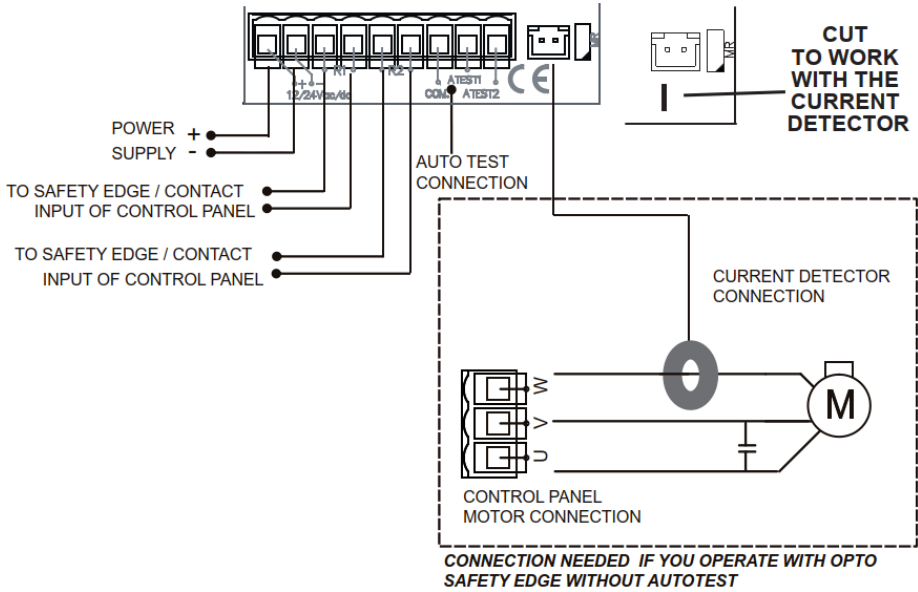 MR
MR
CUT
TO WORK
WITH THE
CURRENT
DETECTOR
+ - R1 R2 ATEST1
12/24Vac/dc COM. ATEST2 CE
POWER +
SUPPLY -
AUTO TEST
CONNECTION
TO SAFETY EDGE / CONTACT
INPUT OF CONTROL PANEL
TO SAFETY EDGE / CONTACT
INPUT OF CONTROL PANEL
CURRENT DETECTOR
CONNECTION
W
V
U
M
CONTROL PANEL
MOTOR CONNECTION
CONNECTION NEEDED IF YOU OPERATE WITH OPTO
SAFETY EDGE WITHOUT AUTOTEST